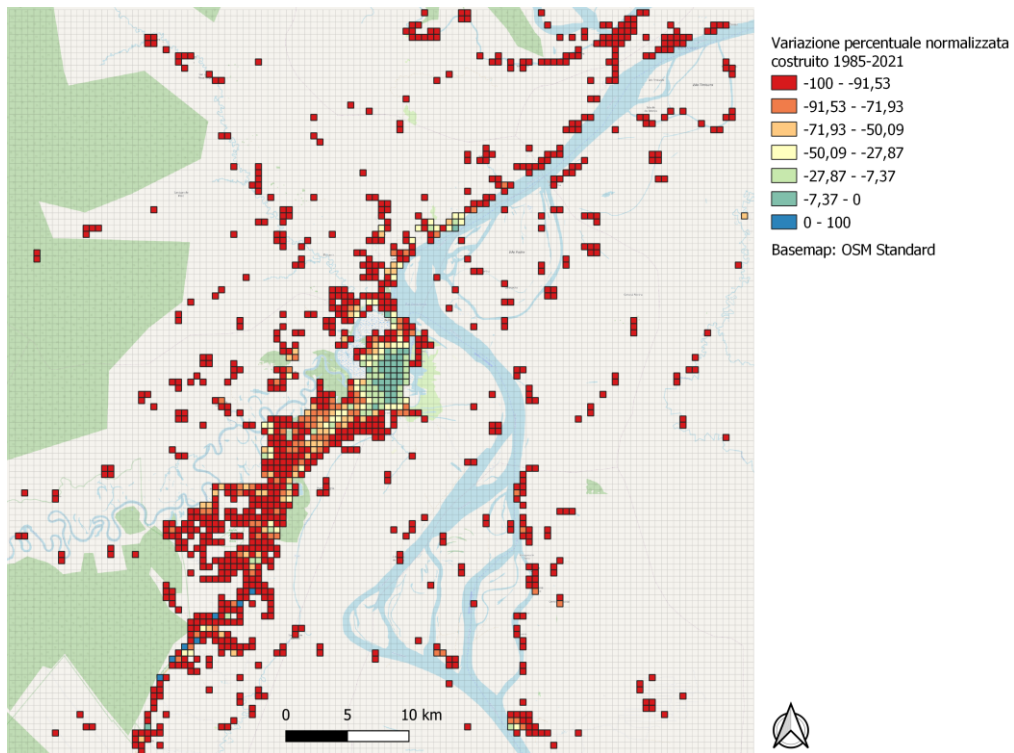 Variazione percentuale normalizzata
costruito 1985-2021
-100 - -91,53
-91,53 - -71,93
-71,93 - -50,09
-50,09 - -27,87
-27,87 - -7,37
-7,37 - 0
0 - 100
Basemap: OSM Standard
0 5 10 km